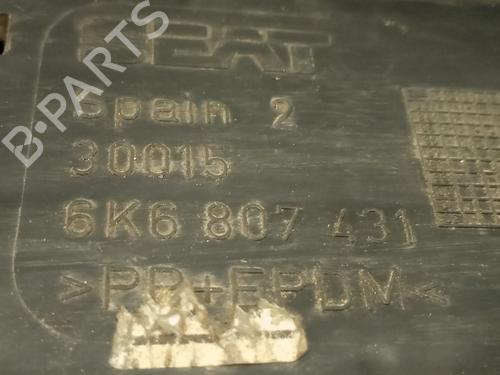 B-PARTS
SEAT
Spain 2
30015
6K6 807 431
>PP+EPDM<